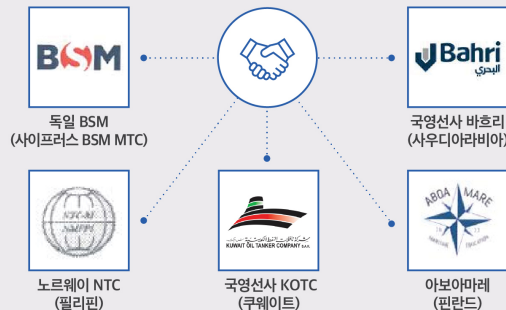 BSM
독일 BSM
(사이프러스 BSM MTC)
Bahri
البحري
국영선사 바흐리
(사우디아라비아)
노르웨이 NTC
(필리핀)
KUWAIT OIL TANKER COMPANY S.A.K.
국영선사 KOTC
(쿠웨이트)
ABOA MARE
아보아마레
(핀란드)